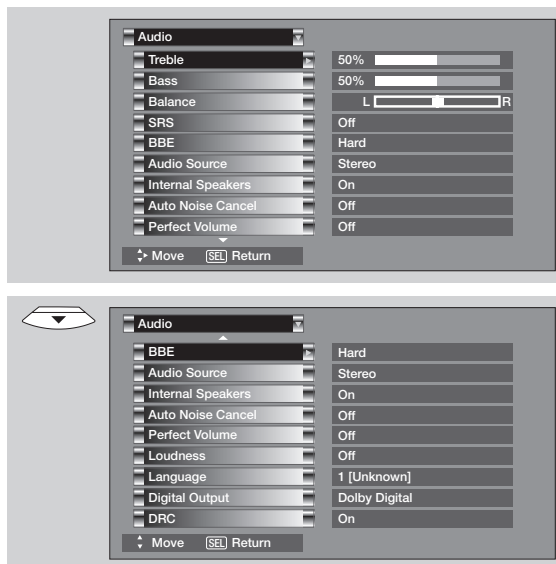 Audio
Treble 50%
Bass 50%
Balance L R
SRS Off
BBE Hard
Audio Source Stereo
Internal Speakers On
Auto Noise Cancel Off
Perfect Volume Off
Move SEL Return
Audio
BBE Hard
Audio Source Stereo
Internal Speakers On
Auto Noise Cancel Off
Perfect Volume Off
Loudness Off
Language 1 [Unknown]
Digital Output Dolby Digital
DRC On
Move SEL Return